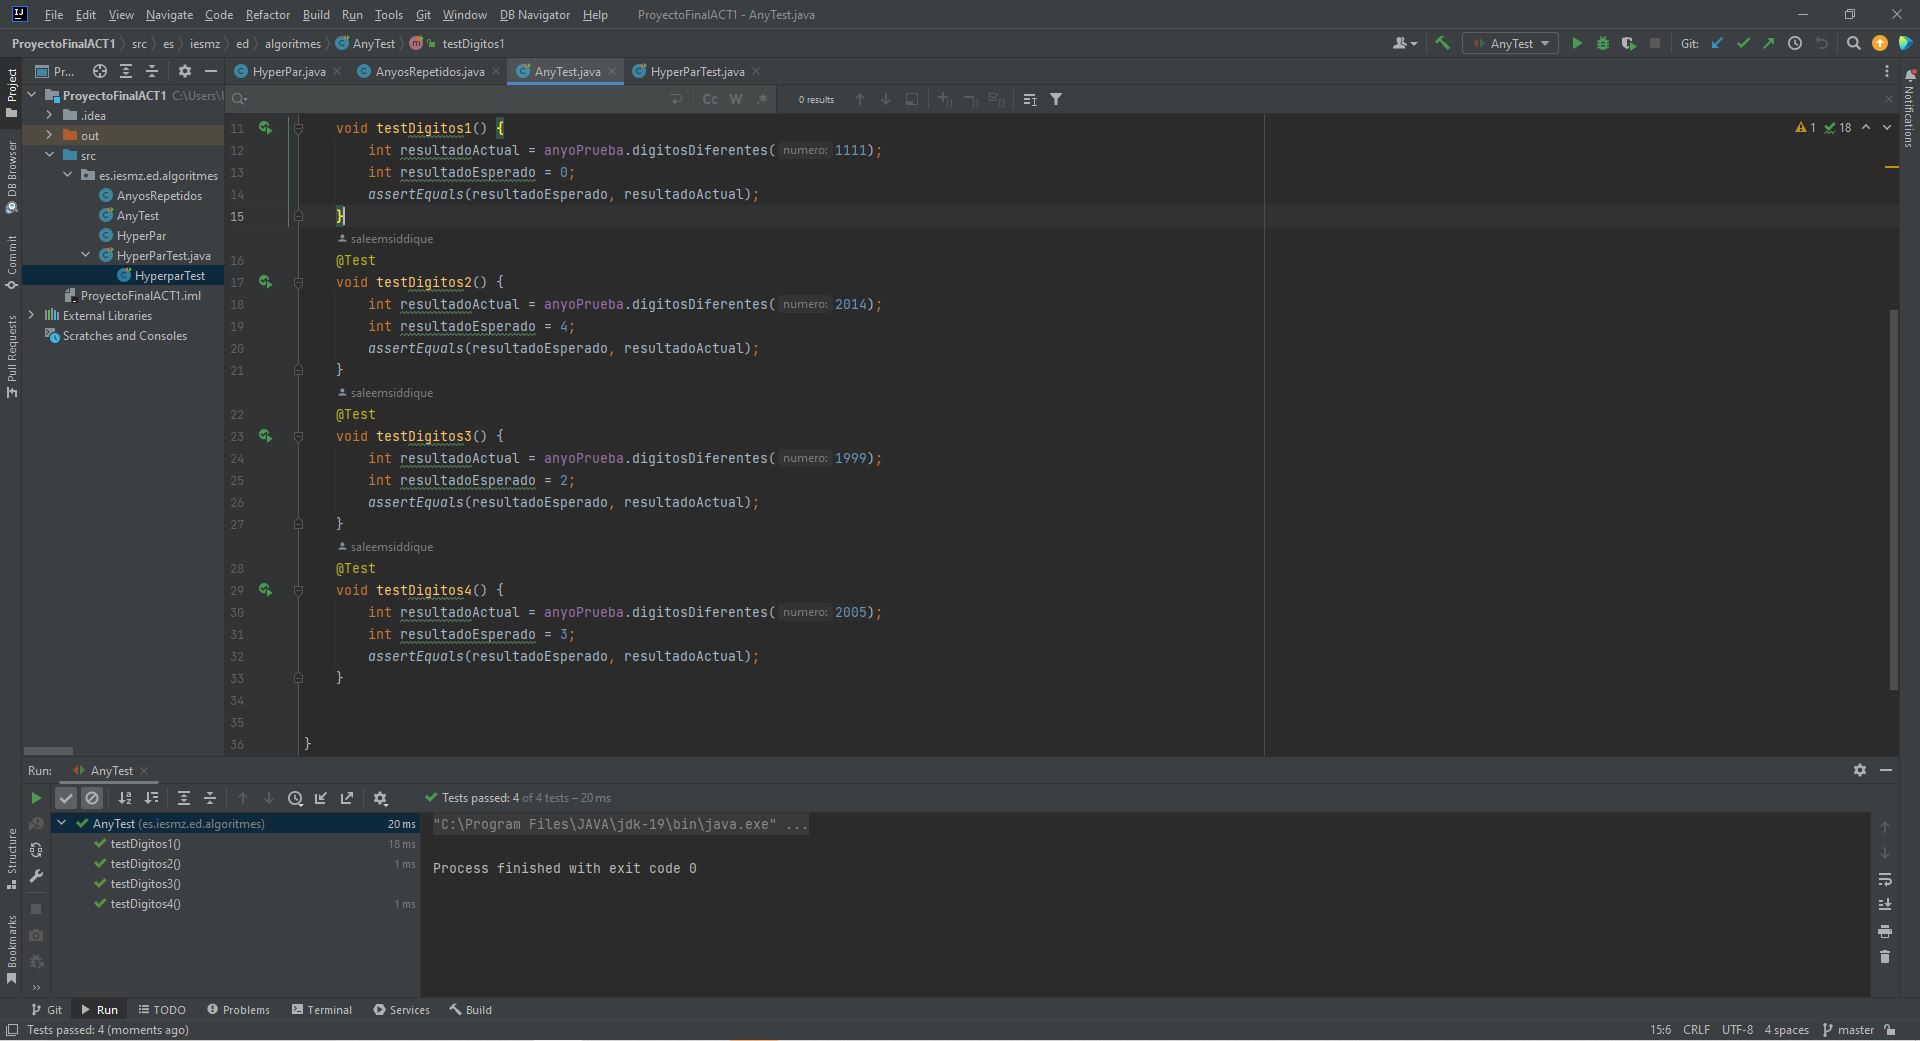 File Edit View Navigate Code Refactor Build Run Tools Git Window DB Navigator Help ProyectoFinalACT1 - AnyTest.java
ProyectoFinalACT1 src es iesmz ed algoritmes AnyTest testDigitos1 AnyTest Git:
Pr... HyperPar.java AnyosRepetidos.java AnyTest.java HyperParTest.java
Cc W .* 0 results
Project
DB Browser
Commit
Pull Requests
Structure
Bookmarks
Notifications
ProyectoFinalACT1 C:\Users\
.idea
out
src
es.iesmz.ed.algoritmes
AnyosRepetidos
AnyTest
HyperPar
HyperParTest.java
HyperparTest
ProyectoFinalACT1.iml
External Libraries
Scratches and Consoles
1 18
11 void testDigitos1() {
12 int resultadoActual = anyoPrueba.digitosDiferentes( numero: 1111);
13 int resultadoEsperado = 0;
14 assertEquals(resultadoEsperado, resultadoActual);
15 }
saleemsiddique
16 @Test
17 void testDigitos2() {
18 int resultadoActual = anyoPrueba.digitosDiferentes( numero: 2014);
19 int resultadoEsperado = 4;
20 assertEquals(resultadoEsperado, resultadoActual);
21 }
saleemsiddique
22 @Test
23 void testDigitos3() {
24 int resultadoActual = anyoPrueba.digitosDiferentes( numero: 1999);
25 int resultadoEsperado = 2;
26 assertEquals(resultadoEsperado, resultadoActual);
27 }
saleemsiddique
28 @Test
29 void testDigitos4() {
30 int resultadoActual = anyoPrueba.digitosDiferentes( numero: 2005);
31 int resultadoEsperado = 3;
32 assertEquals(resultadoEsperado, resultadoActual);
33 }
34
35
36 }
Run: AnyTest
Tests passed: 4 of 4 tests – 20 ms
AnyTest (es.iesmz.ed.algoritmes) 20 ms
testDigitos1() 18 ms
testDigitos2() 1 ms
testDigitos3()
testDigitos4() 1 ms
"C:\Program Files\JAVA\jdk-19\bin\java.exe" ...
Process finished with exit code 0
Git Run TODO Problems Terminal Services Build
Tests passed: 4 (moments ago) 15:6 CRLF UTF-8 4 spaces master